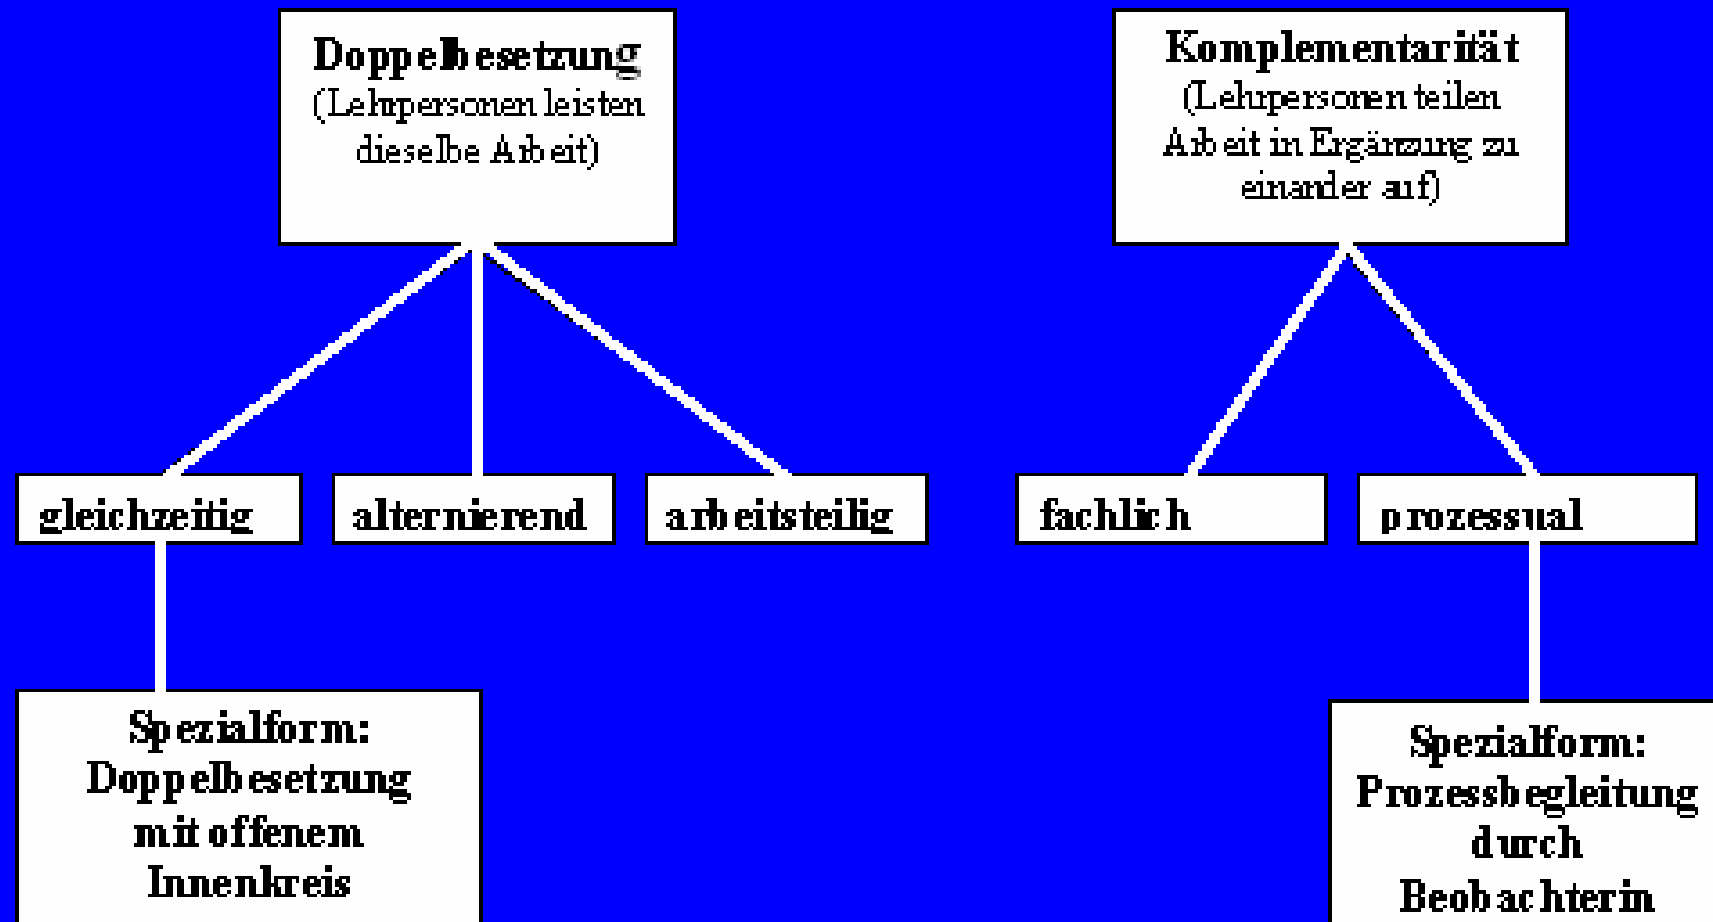 Doppelbesetzung
(Lehrpersonen leisten
dieselbe Arbeit)
Komplementarität
(Lehrpersonen teilen
Arbeit in Ergänzung zu
einander auf)
gleichzeitig
alternierend
arbeitsteilig
fachlich
prozessual
Spezialform:
Doppelbesetzung
mit offenem
Innenkreis
Spezialform:
Prozessbegleitung
durch
Beobachterin